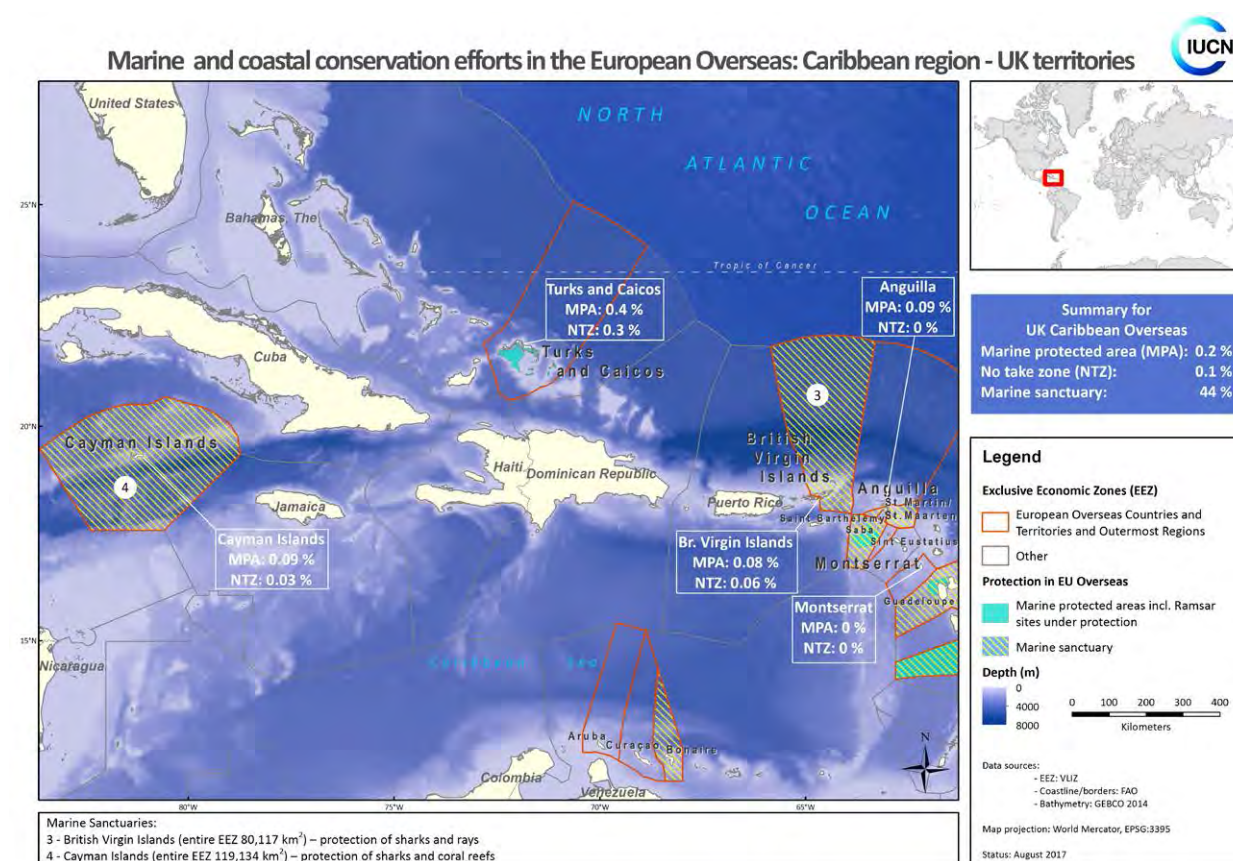 IUCN
Marine and coastal conservation efforts in the European Overseas: Caribbean region - UK territories
United States
NORTH
ATLANTIC
OCEAN
25°N
Bahamas, The
Tropic of Cancer
Turks and Caicos
MPA: 0.4 %
NTZ: 0.3 %
Anguilla
MPA: 0.09 %
NTZ: 0 %
Turks
and Caicos
Cuba
3
20°N
Cayman Islands
4
British
Virgin
Islands
Haiti
Dominican Republic
Puerto Rico
Jamaica
Anguilla
St.Martin/
St.Maarten
Saint Barthelemy
Saba
Sint Eustatius
Cayman Islands
MPA: 0.09 %
NTZ: 0.03 %
Br. Virgin Islands
MPA: 0.08 %
NTZ: 0.06 %
Montserrat
Montserrat
MPA: 0 %
NTZ: 0 %
Guadeloupe
15°N
Nicaragua
Caribbean Sea
Aruba
Curaçao
Bonaire
Colombia
Venezuela
N
80°W
75°W
70°W
65°W
Summary for
UK Caribbean Overseas
Marine protected area (MPA): 0.2 %
No take zone (NTZ): 0.1 %
Marine sanctuary: 44 %
Legend
Exclusive Economic Zones (EEZ)
European Overseas Countries and
Territories and Outermost Regions
Other
Protection in EU Overseas
Marine protected areas incl. Ramsar
sites under protection
Marine sanctuary
Depth (m)
0
4000
8000
0 100 200 300 400
Kilometers
Data sources:
- EEZ: VLIZ
- Coastline/borders: FAO
- Bathymetry: GEBCO 2014
Map projection: World Mercator, EPSG:3395
Status: August 2017
Marine Sanctuaries:
3 - British Virgin Islands (entire EEZ 80,117 km²) – protection of sharks and rays
4 - Cayman Islands (entire EEZ 119,134 km²) – protection of sharks and coral reefs